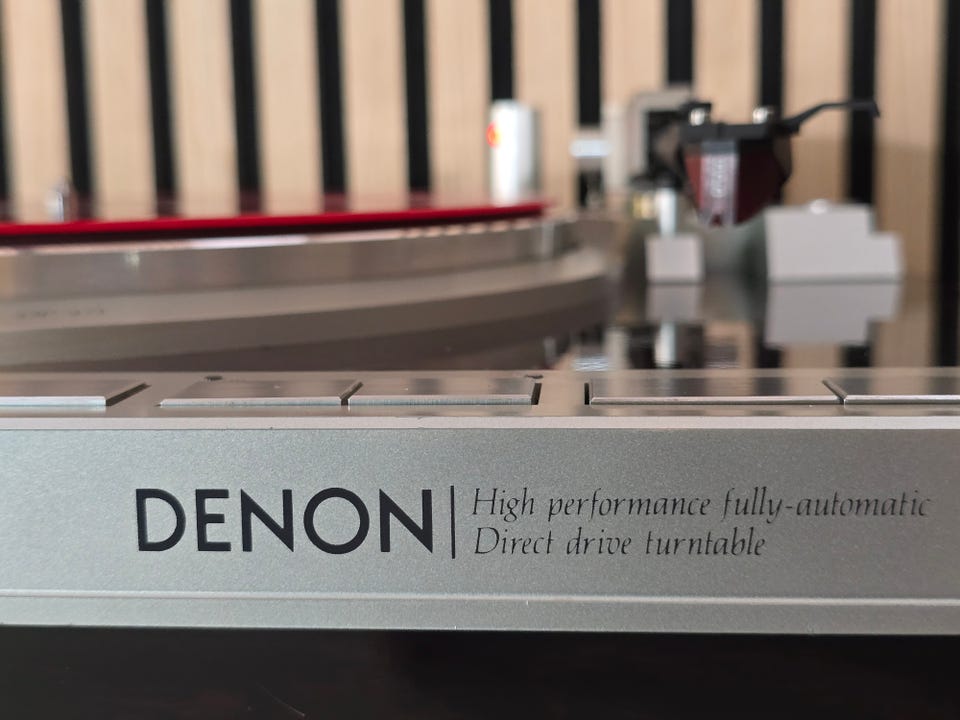 DENON
High performance fully-automatic
Direct drive turntable